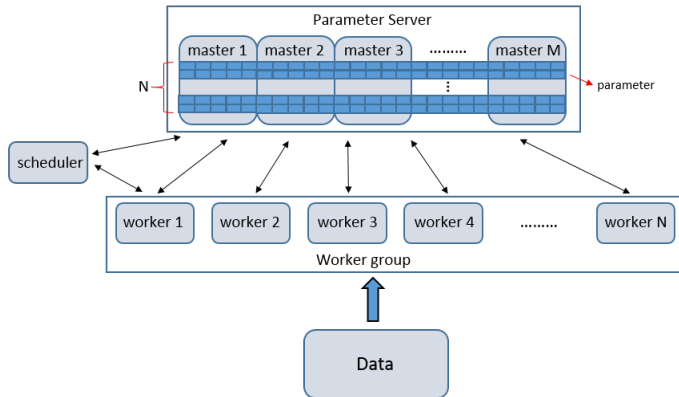 Parameter Server
master 1 master 2 master 3 ......... master M
N
⋮
parameter
scheduler
worker 1 worker 2 worker 3 worker 4 ......... worker N
Worker group
Data